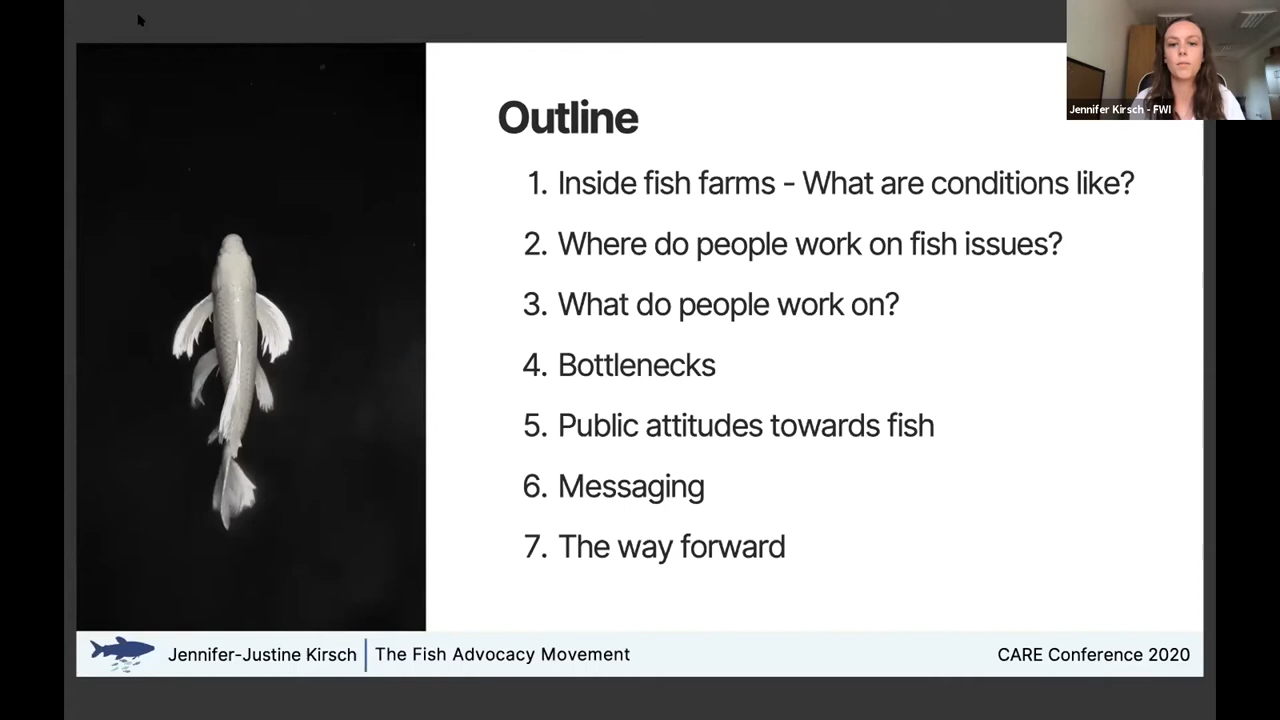 Outline
1. Inside fish farms - What are conditions like?
2. Where do people work on fish issues?
3. What do people work on?
4. Bottlenecks
5. Public attitudes towards fish
6. Messaging
7. The way forward
Jennifer Kirsch - FWI
Jennifer-Justine Kirsch | The Fish Advocacy Movement
CARE Conference 2020